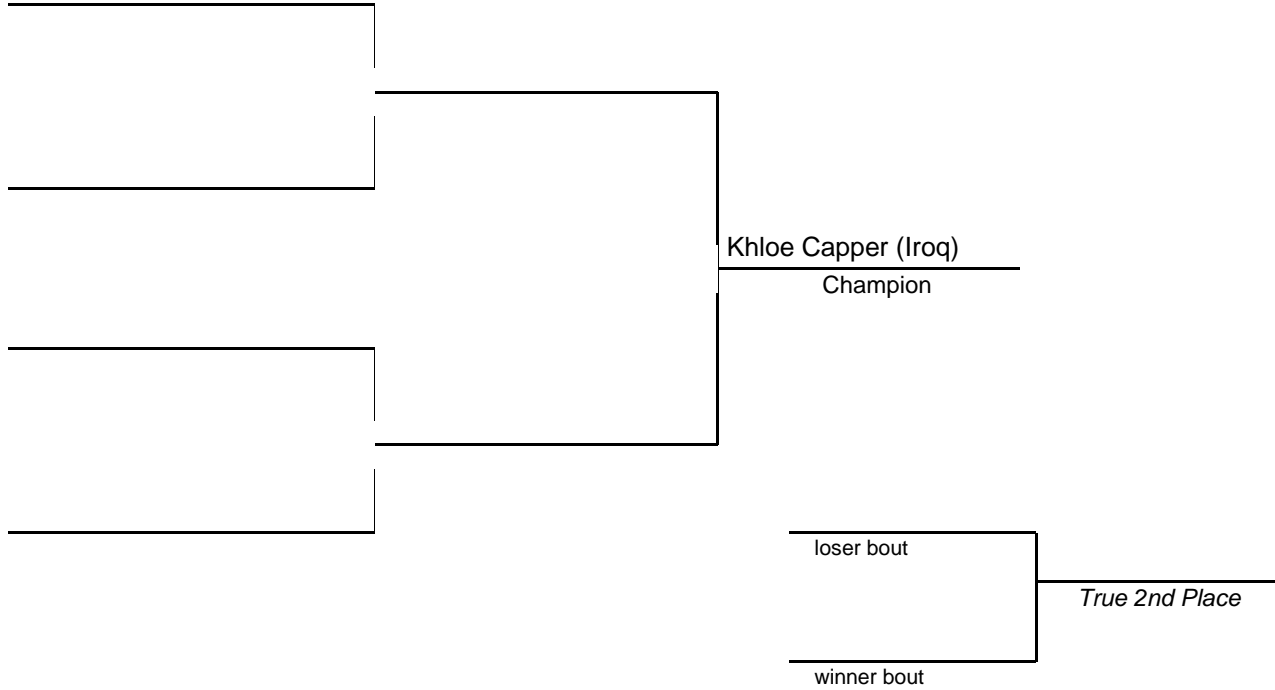 Khloe Capper (Iroq)
Champion
loser bout
True 2nd Place
winner bout